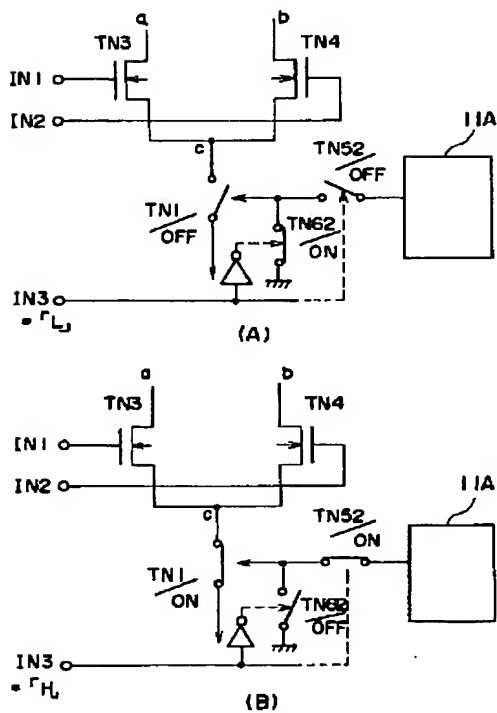 a
b
TN3
TN4
IN1
IN2
c
TN52/OFF
11A
TN1/OFF
TN62/ON
IN3
=「L」
(A)
a
b
TN3
TN4
IN1
IN2
c
TN52/ON
11A
TN1/ON
TN62/OFF
IN3
=「H」
(B)